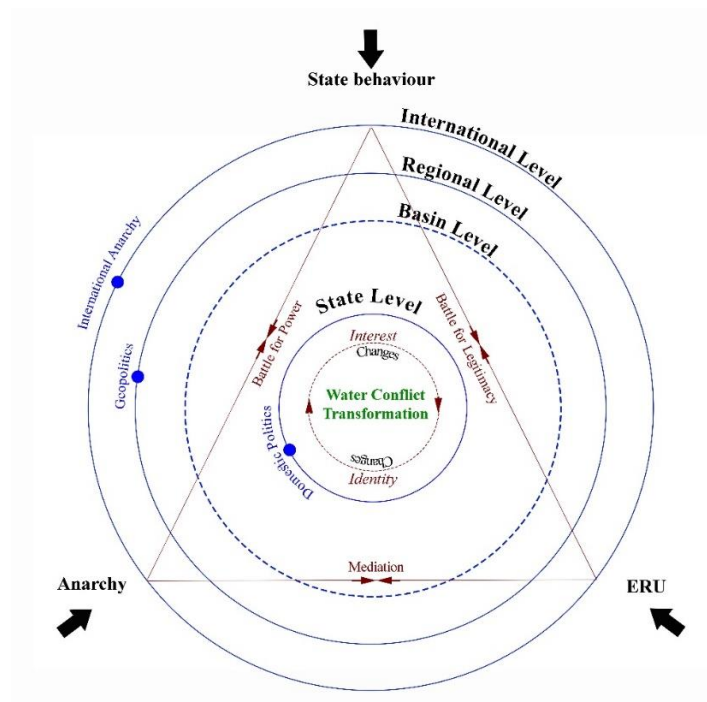 State behaviour
International Level
Regional Level
Basin Level
International Anarchy
State Level
Battle for Power
Battle for Legitimacy
Interest
Changes
Geopolitics
Water Conflict
Transformation
Domestic Politics
Changes
Identity
Mediation
Anarchy
ERU